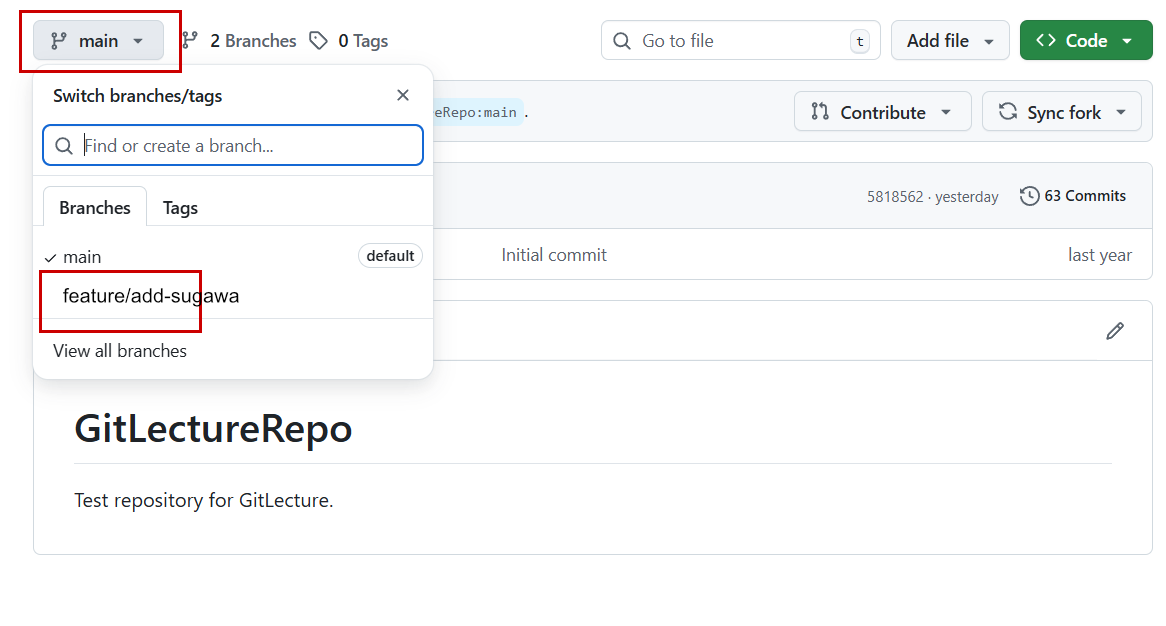 main 2 Branches 0 Tags Go to file t Add file Code
Switch branches/tags
eRepo:main . Contribute Sync fork
Find or create a branch...
Branches Tags
5818562 · yesterday 63 Commits
main default
Initial commit last year
feature/add-sugawa
View all branches
GitLectureRepo
Test repository for GitLecture.